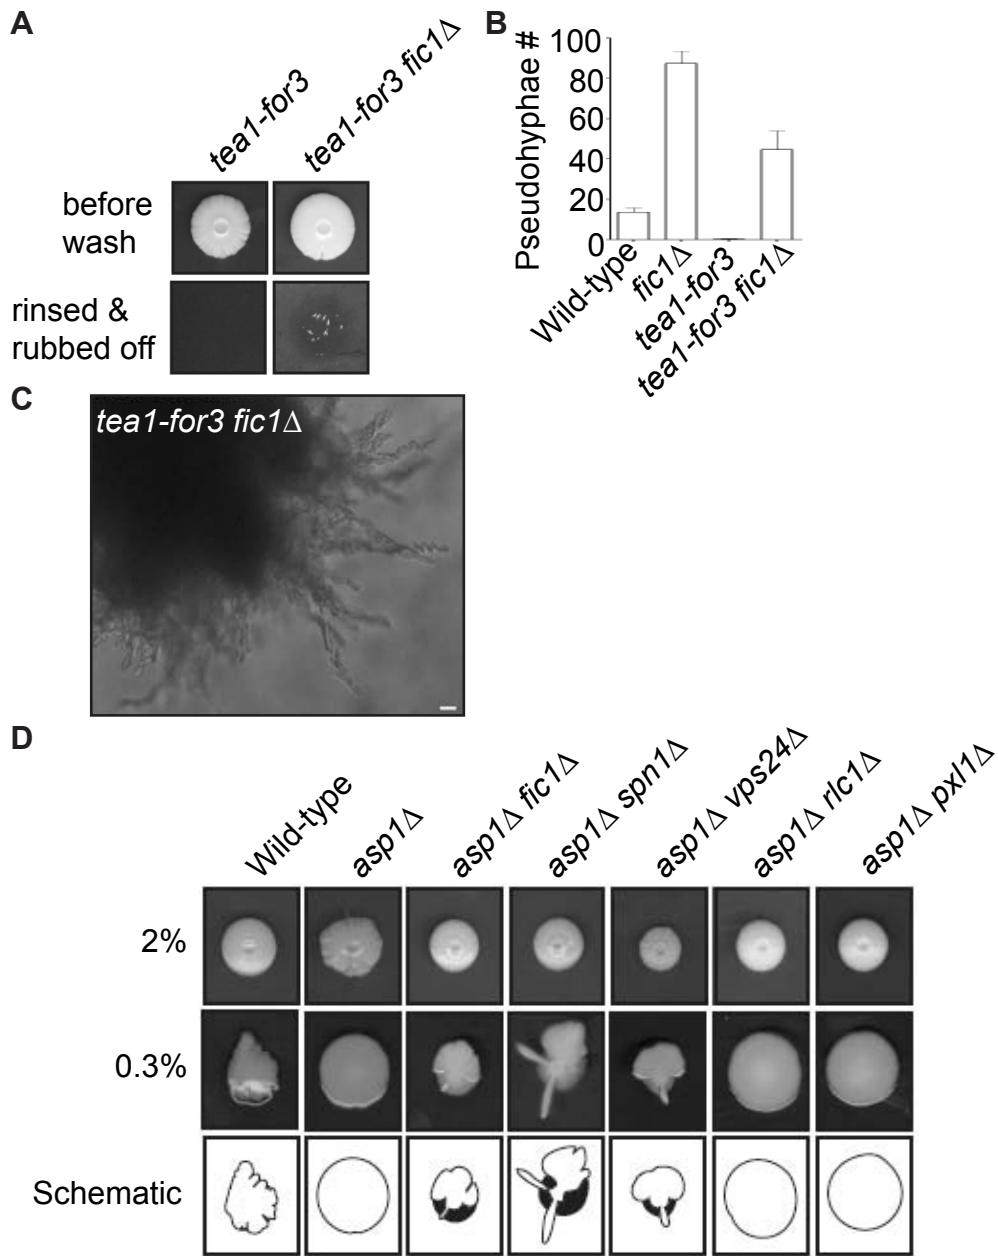 A
tea1-for3
tea1-for3 fic1Δ
before
wash
rinsed &
rubbed off
B
Pseudohyphae #
100
80
60
40
20
0
Wild-type
fic1Δ
tea1-for3
tea1-for3 fic1Δ
C
tea1-for3 fic1Δ
D
Wild-type
asp1Δ
asp1Δ fic1Δ
asp1Δ spn1Δ
asp1Δ vps24Δ
asp1Δ rlc1Δ
asp1Δ pxl1Δ
2%
0.3%
Schematic